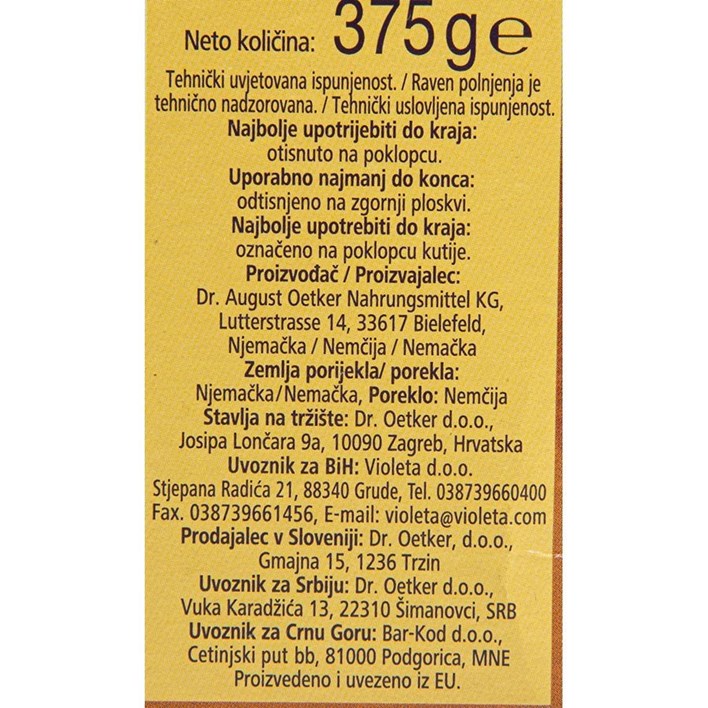 Neto količina: 375g℮
Tehnički uvjetovana ispunjenost. / Raven polnjenja je
tehnično nadzorovana. / Tehnički uslovljena ispunjenost.
Najbolje upotrijebiti do kraja:
otisnuto na poklopcu.
Uporabno najmanj do konca:
odtisnjeno na zgornji ploskvi.
Najbolje upotrebiti do kraja:
označeno na poklopcu kutije.
Proizvođač / Proizvajalec:
Dr. August Oetker Nahrungsmittel KG,
Lutterstrasse 14, 33617 Bielefeld,
Njemačka / Nemčija / Nemačka
Zemlja porijekla/ porekla:
Njemačka/Nemačka, Poreklo: Nemčija
Stavlja na tržište: Dr. Oetker d.o.o.,
Josipa Lončara 9a, 10090 Zagreb, Hrvatska
Uvoznik za BiH: Violeta d.o.o.
Stjepana Radića 21, 88340 Grude, Tel. 038739660400
Fax. 038739661456, E-mail: violeta@violeta.com
Prodajalec v Sloveniji: Dr. Oetker, d.o.o.,
Gmajna 15, 1236 Trzin
Uvoznik za Srbiju: Dr. Oetker d.o.o.,
Vuka Karadžića 13, 22310 Šimanovci, SRB
Uvoznik za Crnu Goru: Bar-Kod d.o.o.,
Cetinjski put bb, 81000 Podgorica, MNE
Proizvedeno i uvezeno iz EU.